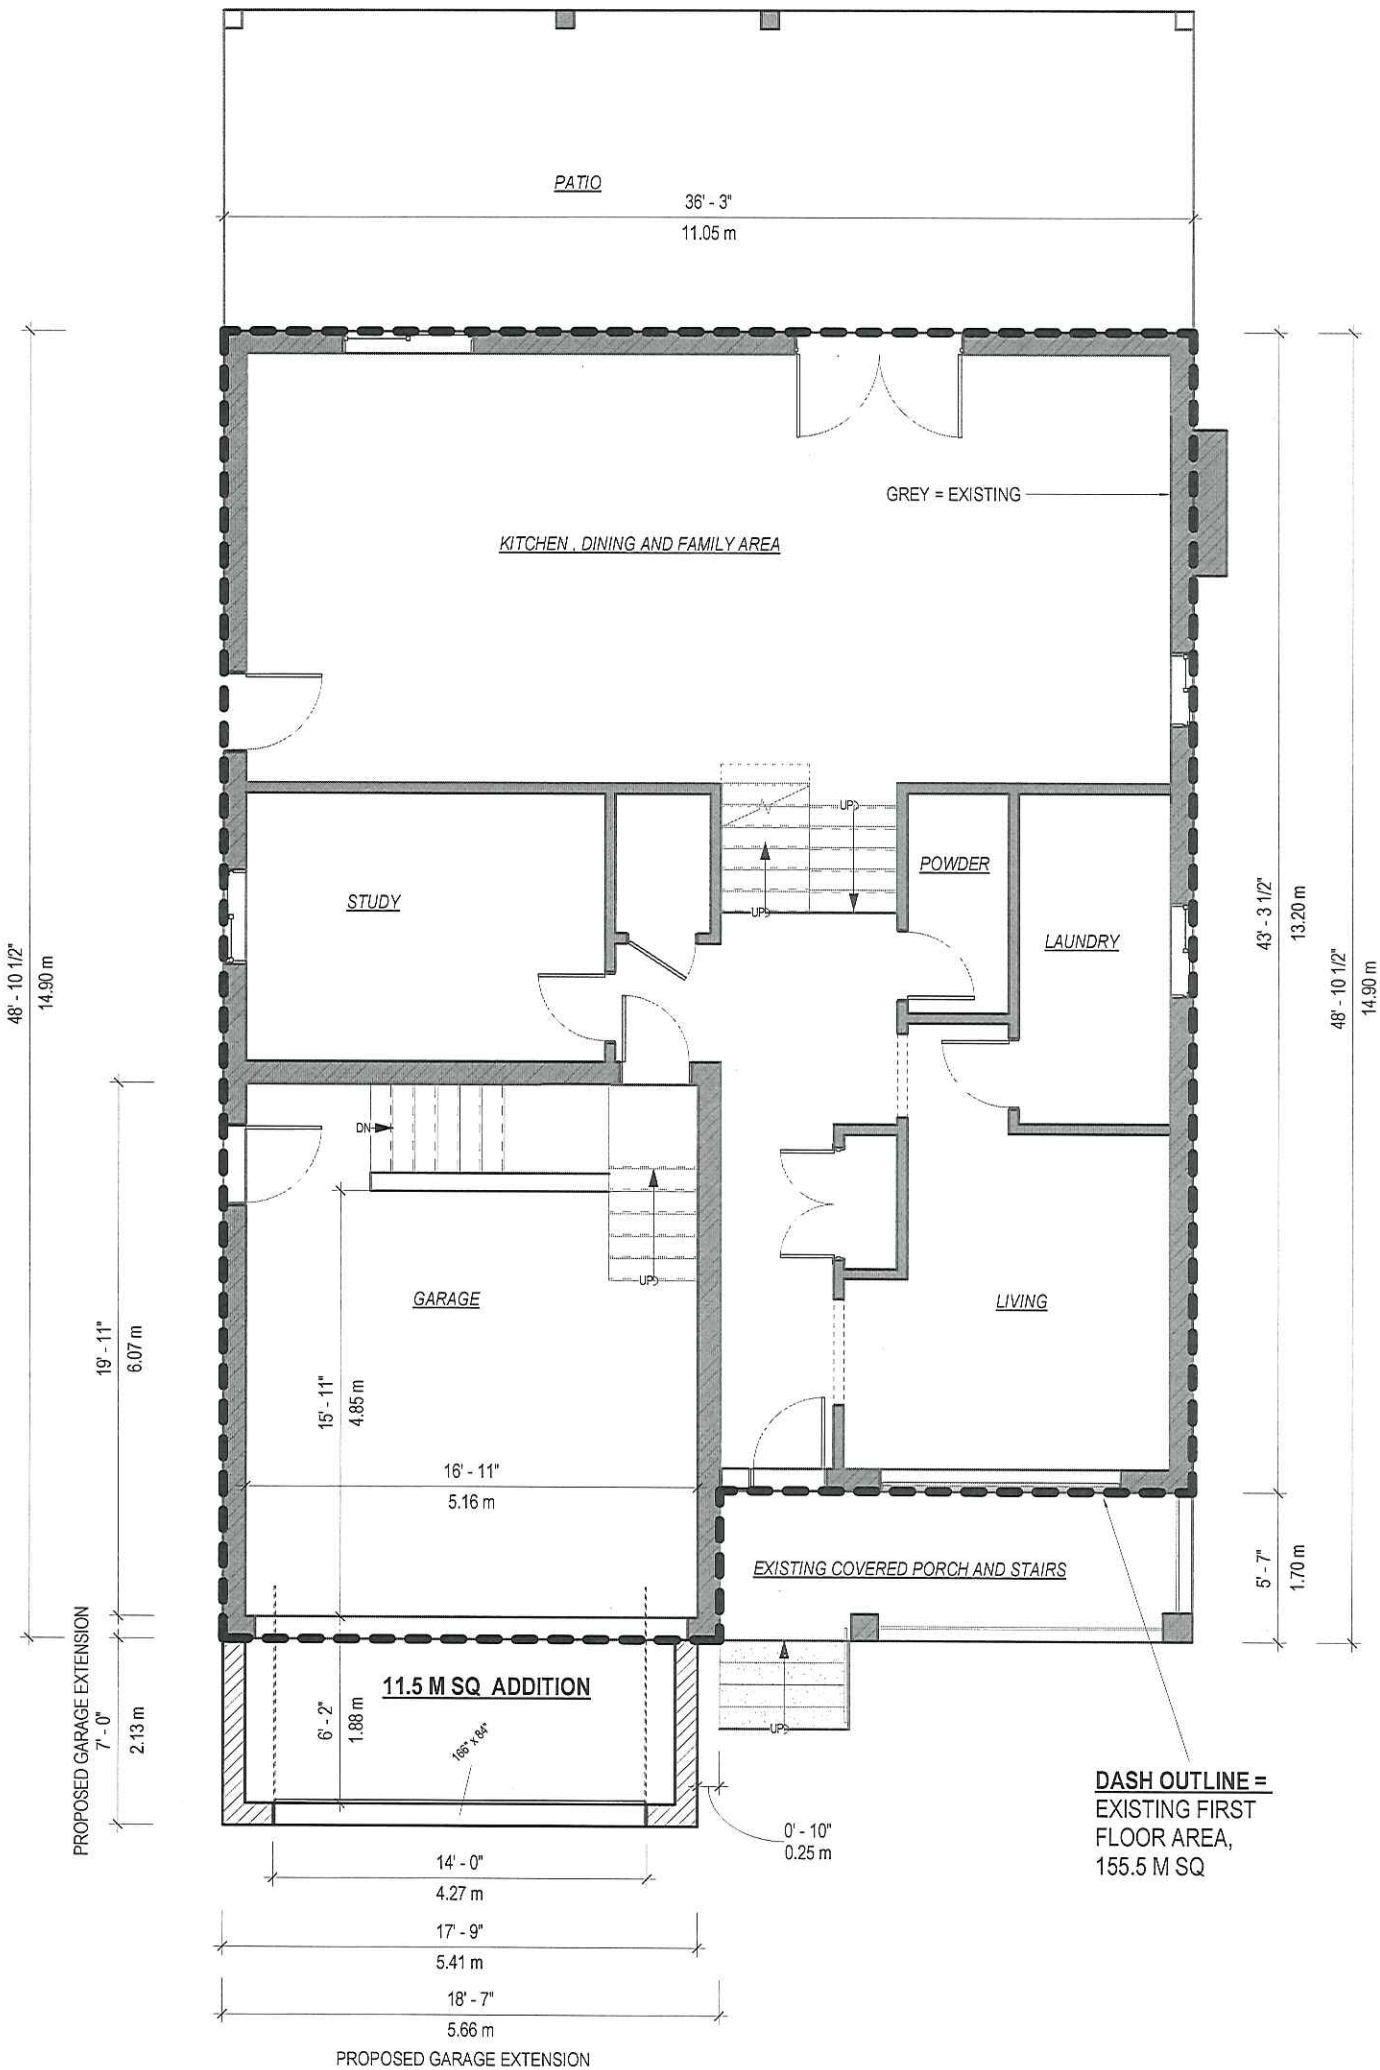 PATIO
36' - 3"
11.05 m
GREY = EXISTING
KITCHEN , DINING AND FAMILY AREA
UP
POWDER
STUDY
UP
LAUNDRY
43' - 3 1/2"
13.20 m
48' - 10 1/2"
14.90 m
48' - 10 1/2"
14.90 m
DN
UP
GARAGE
LIVING
19' - 11"
6.07 m
15' - 11"
4.85 m
16' - 11"
5.16 m
EXISTING COVERED PORCH AND STAIRS
5' - 7"
1.70 m
PROPOSED GARAGE EXTENSION
7' - 0"
2.13 m
11.5 M SQ ADDITION
6' - 2"
1.88 m
166" x 84"
UP
0' - 10"
0.25 m
DASH OUTLINE =
EXISTING FIRST
FLOOR AREA,
155.5 M SQ
14' - 0"
4.27 m
17' - 9"
5.41 m
18' - 7"
5.66 m
PROPOSED GARAGE EXTENSION